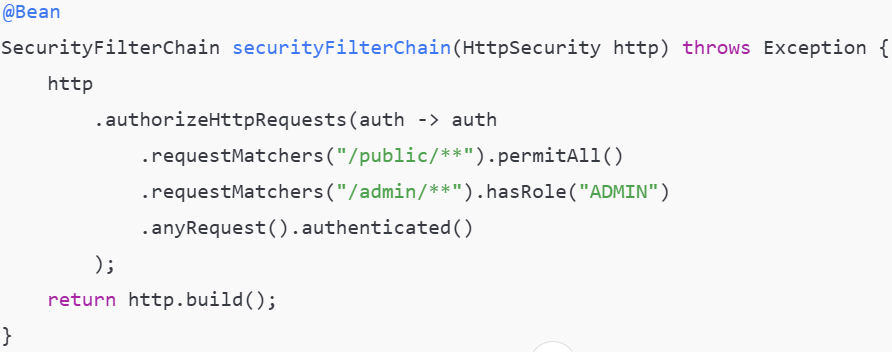 @Bean
SecurityFilterChain securityFilterChain(HttpSecurity http) throws Exception {
    http
        .authorizeHttpRequests(auth -> auth
            .requestMatchers("/public/**").permitAll()
            .requestMatchers("/admin/**").hasRole("ADMIN")
            .anyRequest().authenticated()
        );
    return http.build();
}